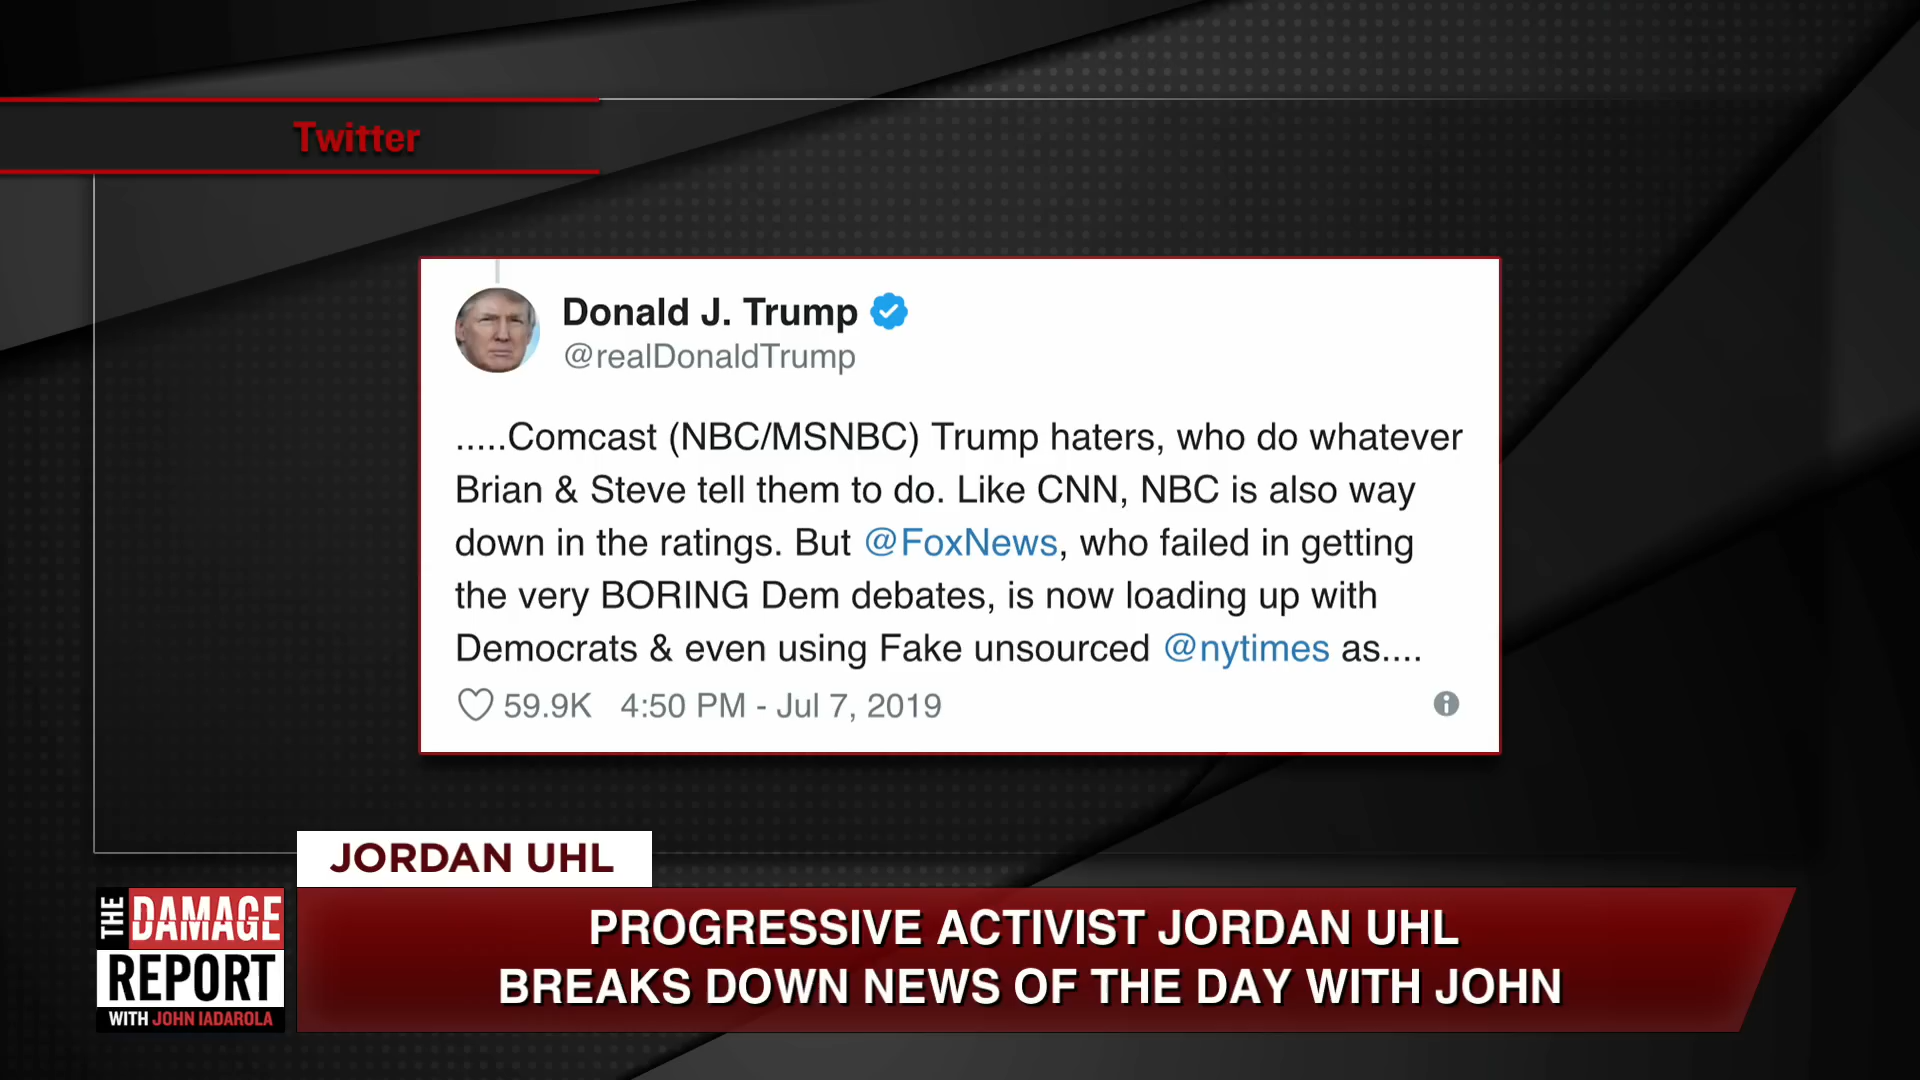 Twitter
Donald J. Trump
@realDonaldTrump
.....Comcast (NBC/MSNBC) Trump haters, who do whatever
Brian & Steve tell them to do. Like CNN, NBC is also way
down in the ratings. But @FoxNews, who failed in getting
the very BORING Dem debates, is now loading up with
Democrats & even using Fake unsourced @nytimes as....
59.9K 4:50 PM - Jul 7, 2019
JORDAN UHL
THE
DAMAGE
REPORT
WITH JOHN IADAROLA
PROGRESSIVE ACTIVIST JORDAN UHL
BREAKS DOWN NEWS OF THE DAY WITH JOHN